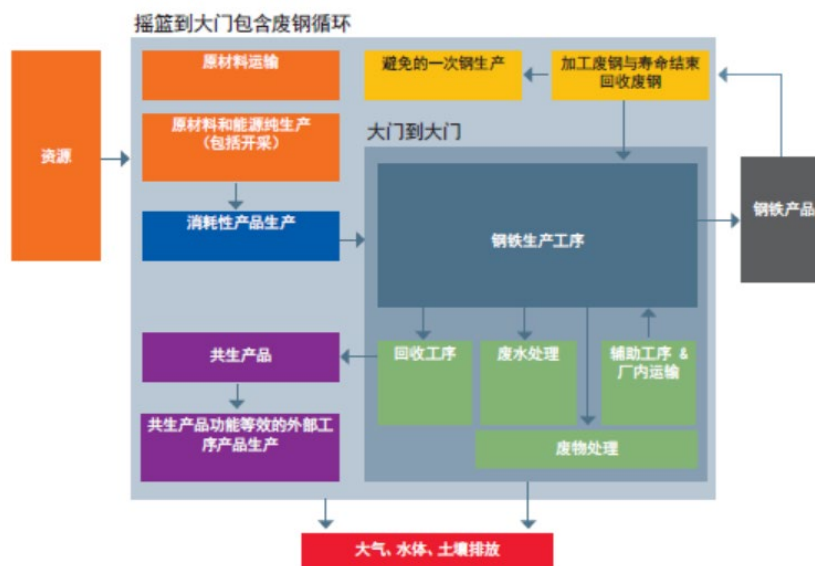 摇篮到大门包含废钢循环
原材料运输
避免的一次钢生产
加工废钢与寿命结束
回收废钢
资源
原材料和能源纯生产
（包括开采）
大门到大门
消耗性产品生产
钢铁生产工序
钢铁产品
共生产品
回收工序
废水处理
辅助工序 &
厂内运输
共生产品功能等效的外部工
序产品生产
废物处理
大气、水体、土壤排放